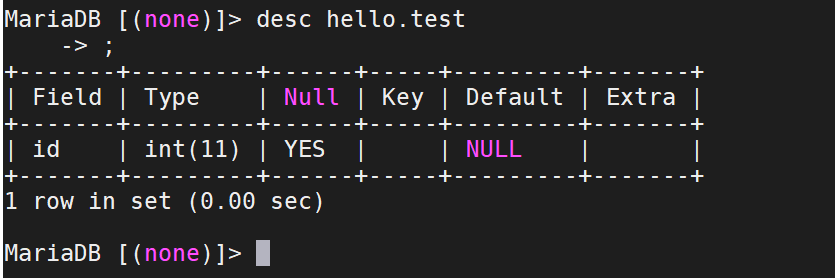 MariaDB [(none)]> desc hello.test
    -> ;
+-------+---------+------+-----+---------+-------+
| Field | Type    | Null | Key | Default | Extra |
+-------+---------+------+-----+---------+-------+
| id    | int(11) | YES  |     | NULL    |       |
+-------+---------+------+-----+---------+-------+
1 row in set (0.00 sec)
MariaDB [(none)]>